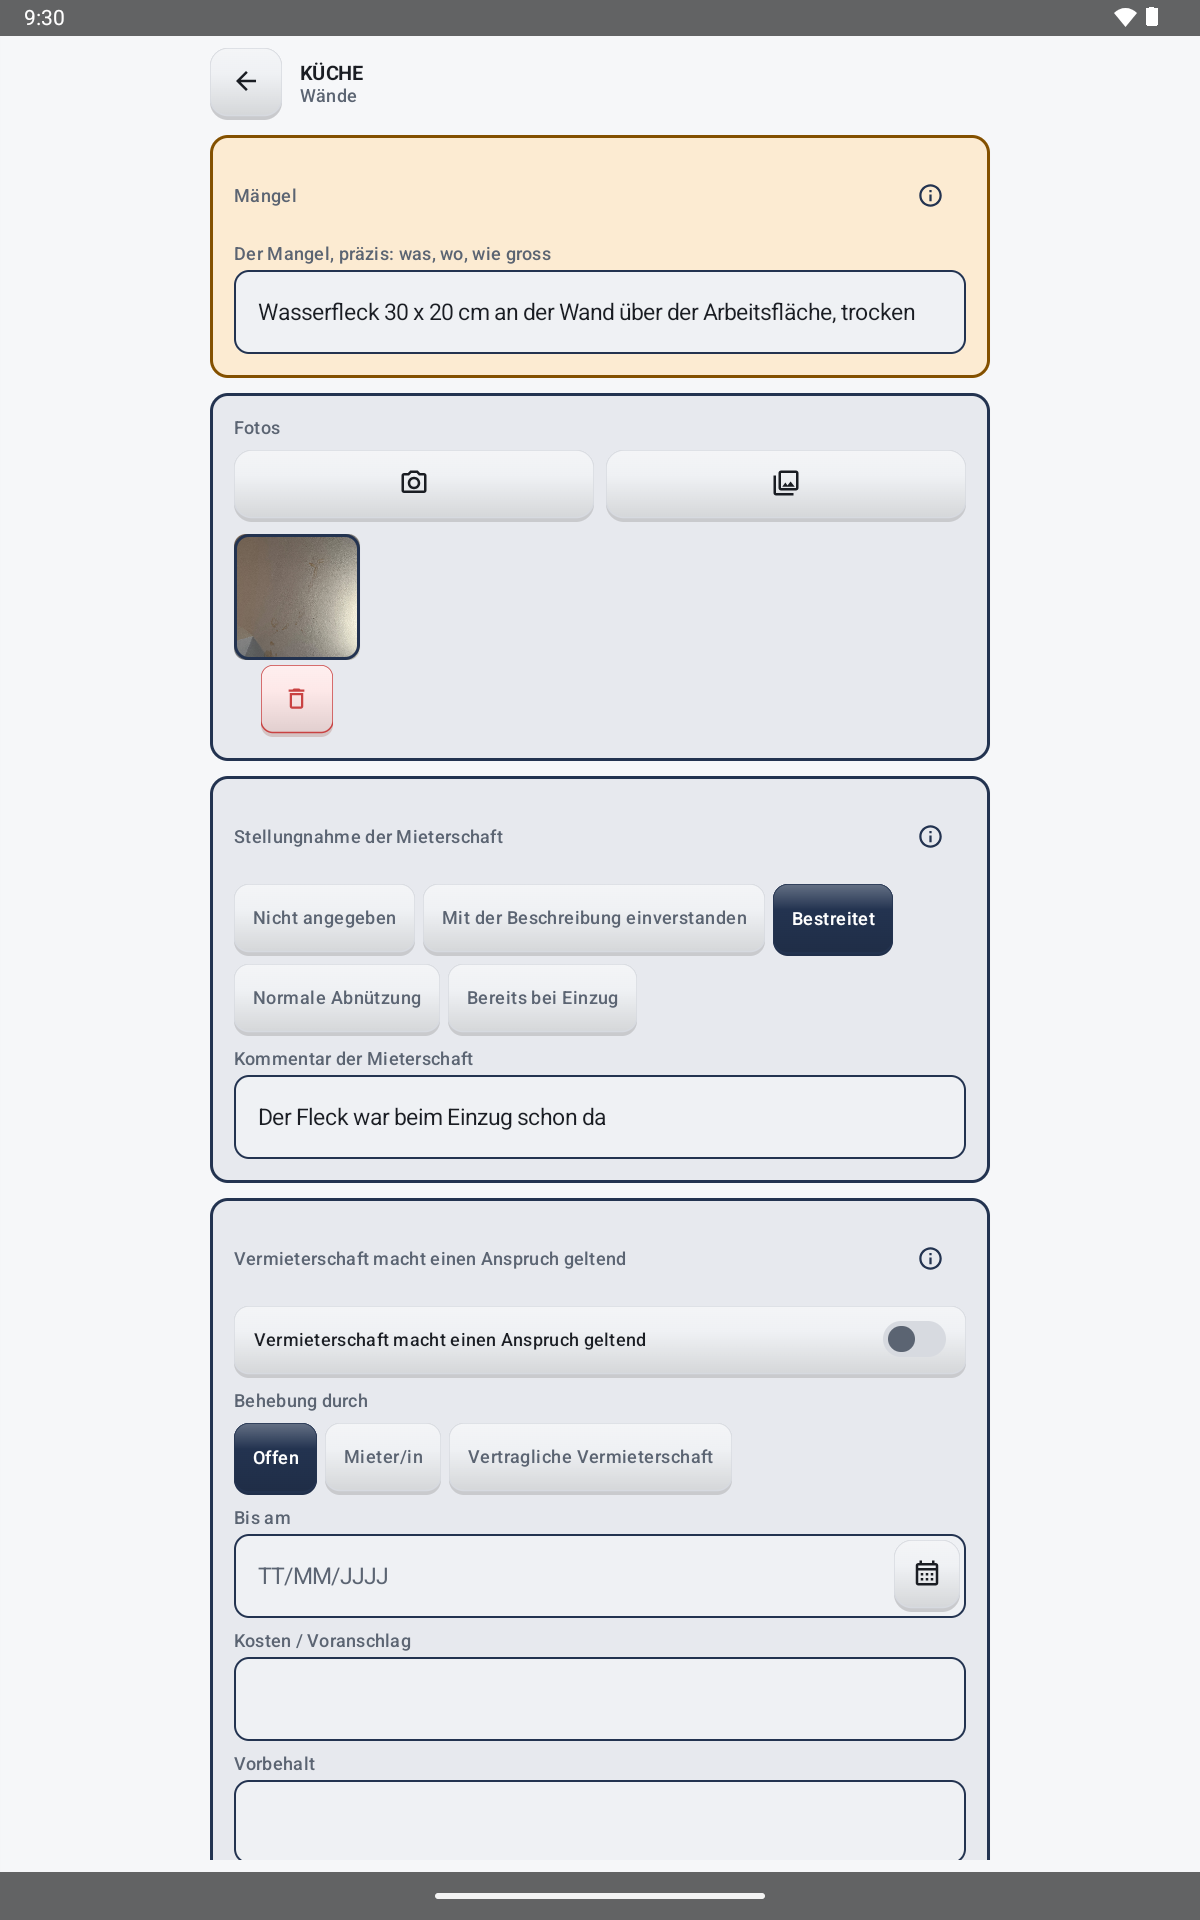 9:30
KÜCHE
Wände
Mängel
Der Mangel, präzis: was, wo, wie gross
Wasserfleck 30 x 20 cm an der Wand über der Arbeitsfläche, trocken
Fotos
Stellungnahme der Mieterschaft
Nicht angegeben
Mit der Beschreibung einverstanden
Bestreitet
Normale Abnützung
Bereits bei Einzug
Kommentar der Mieterschaft
Der Fleck war beim Einzug schon da
Vermieterschaft macht einen Anspruch geltend
Vermieterschaft macht einen Anspruch geltend
Behebung durch
Offen
Mieter/in
Vertragliche Vermieterschaft
Bis am
TT/MM/JJJJ
Kosten / Voranschlag
Vorbehalt